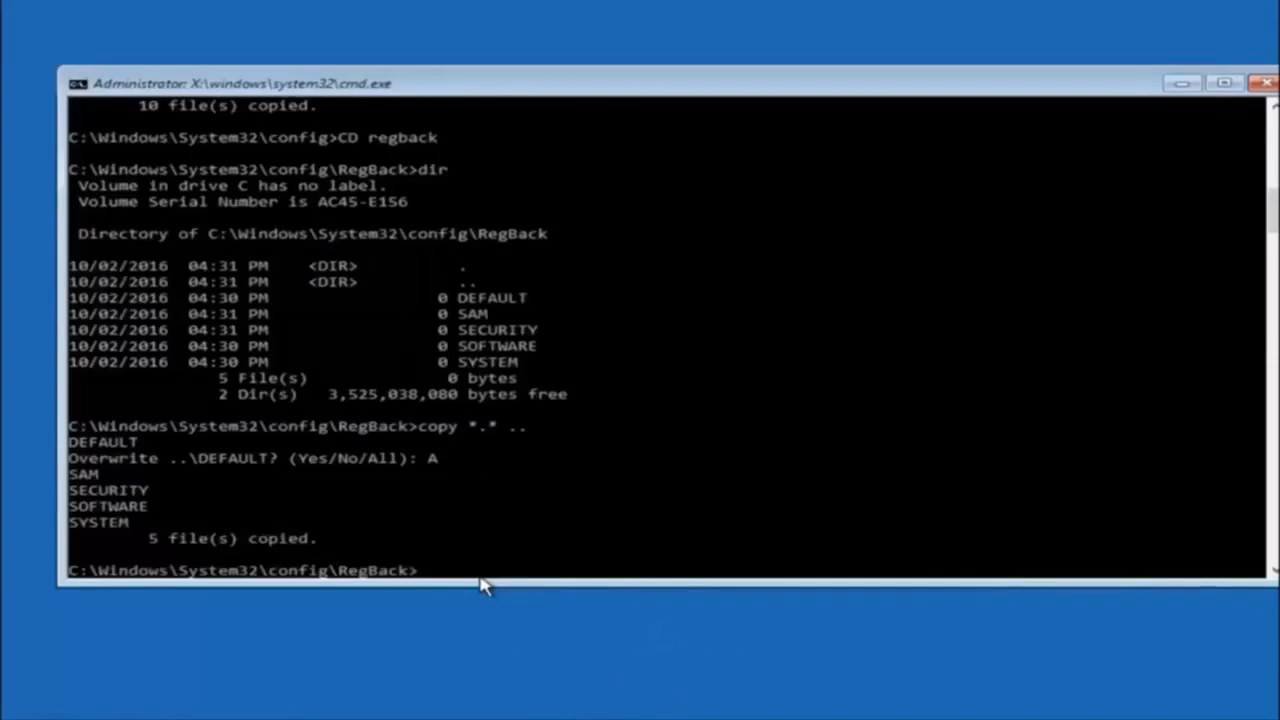 Administrator: X:\windows\system32\cmd.exe
10 file(s) copied.
C:\Windows\System32\config>CD regback
C:\Windows\System32\config\RegBack>dir
Volume in drive C has no label.
Volume Serial Number is AC45-E156
Directory of C:\Windows\System32\config\RegBack
10/02/2016  04:31 PM    <DIR>          .
10/02/2016  04:31 PM    <DIR>          ..
10/02/2016  04:30 PM                 0 DEFAULT
10/02/2016  04:31 PM                 0 SAM
10/02/2016  04:31 PM                 0 SECURITY
10/02/2016  04:30 PM                 0 SOFTWARE
10/02/2016  04:30 PM                 0 SYSTEM
5 File(s)              0 bytes
2 Dir(s)   3,525,038,080 bytes free
C:\Windows\System32\config\RegBack>copy *.* ..
DEFAULT
Overwrite ..\DEFAULT? (Yes/No/All): A
SAM
SECURITY
SOFTWARE
SYSTEM
5 file(s) copied.
C:\Windows\System32\config\RegBack>